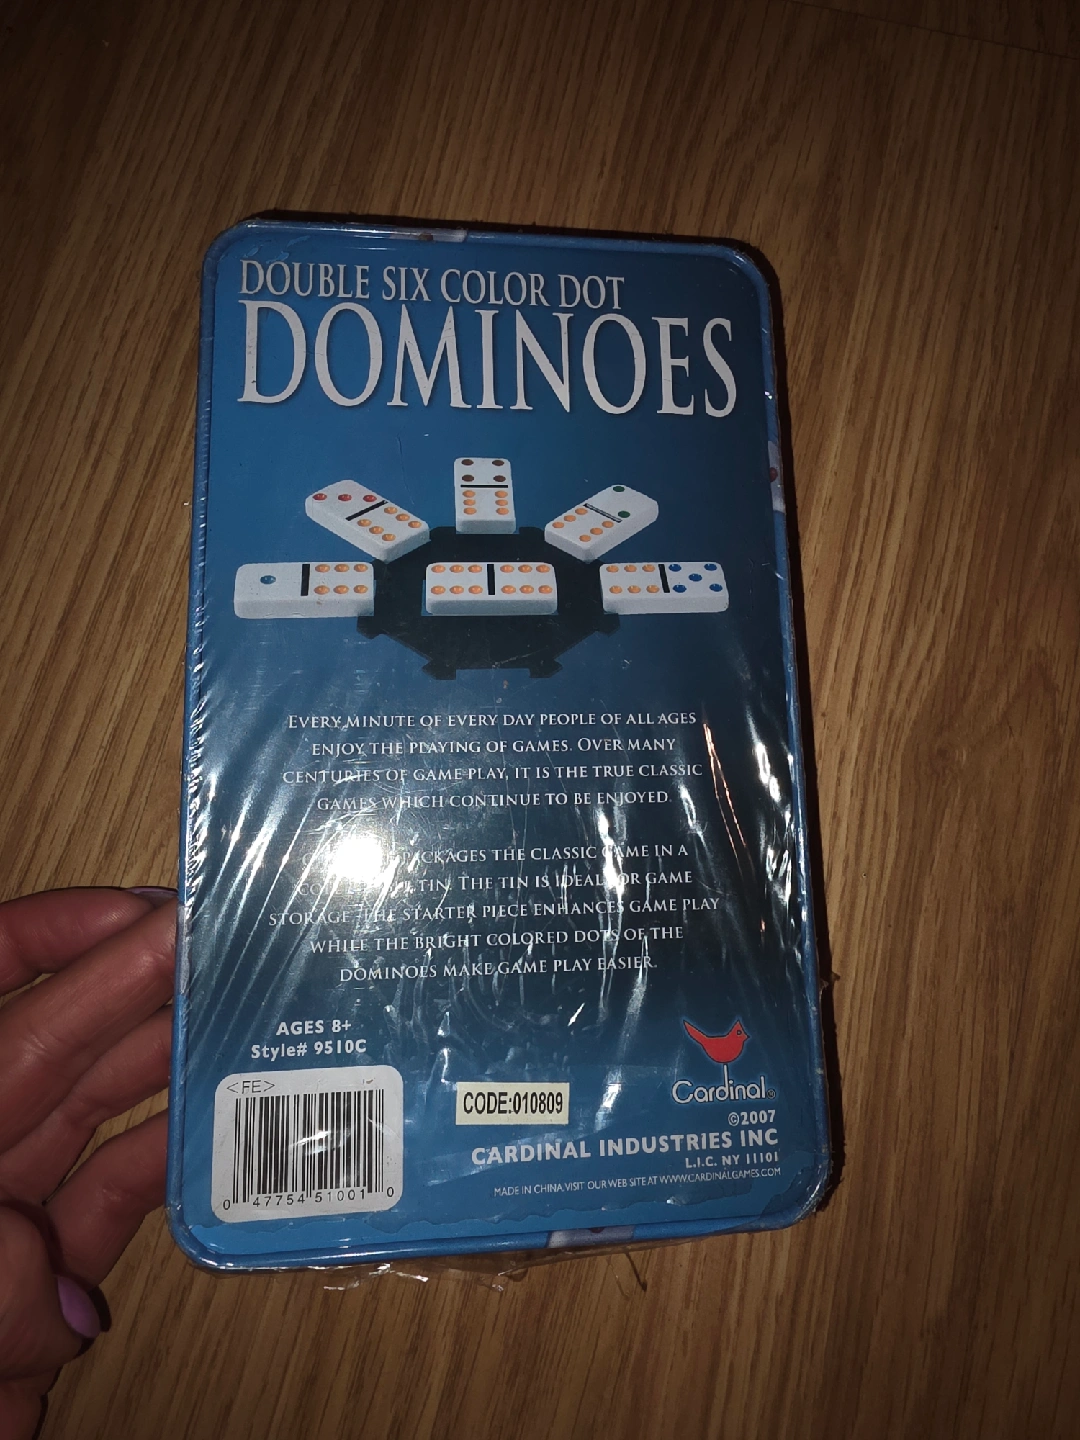 DOUBLE SIX COLOR DOT
DOMINOES
EVERY MINUTE OF EVERY DAY PEOPLE OF ALL AGES
ENJOY THE PLAYING OF GAMES. OVER MANY
CENTURIES OF GAME PLAY, IT IS THE TRUE CLASSIC
GAMES WHICH CONTINUE TO BE ENJOYED.
PACKAGES THE CLASSIC GAME IN A
TIN. THE TIN IS IDEAL FOR GAME
STORAGE. THE STARTER PIECE ENHANCES GAME PLAY
WHILE THE BRIGHT COLORED DOTS OF THE
DOMINOES MAKE GAME PLAY EASIER.
AGES 8+
Style# 9510C
<FE>
0 47754 51001 0
CODE:010809
Cardinal®
©2007
CARDINAL INDUSTRIES INC
L.I.C. NY 11101
MADE IN CHINA. VISIT OUR WEB SITE AT WWW.CARDINALGAMES.COM